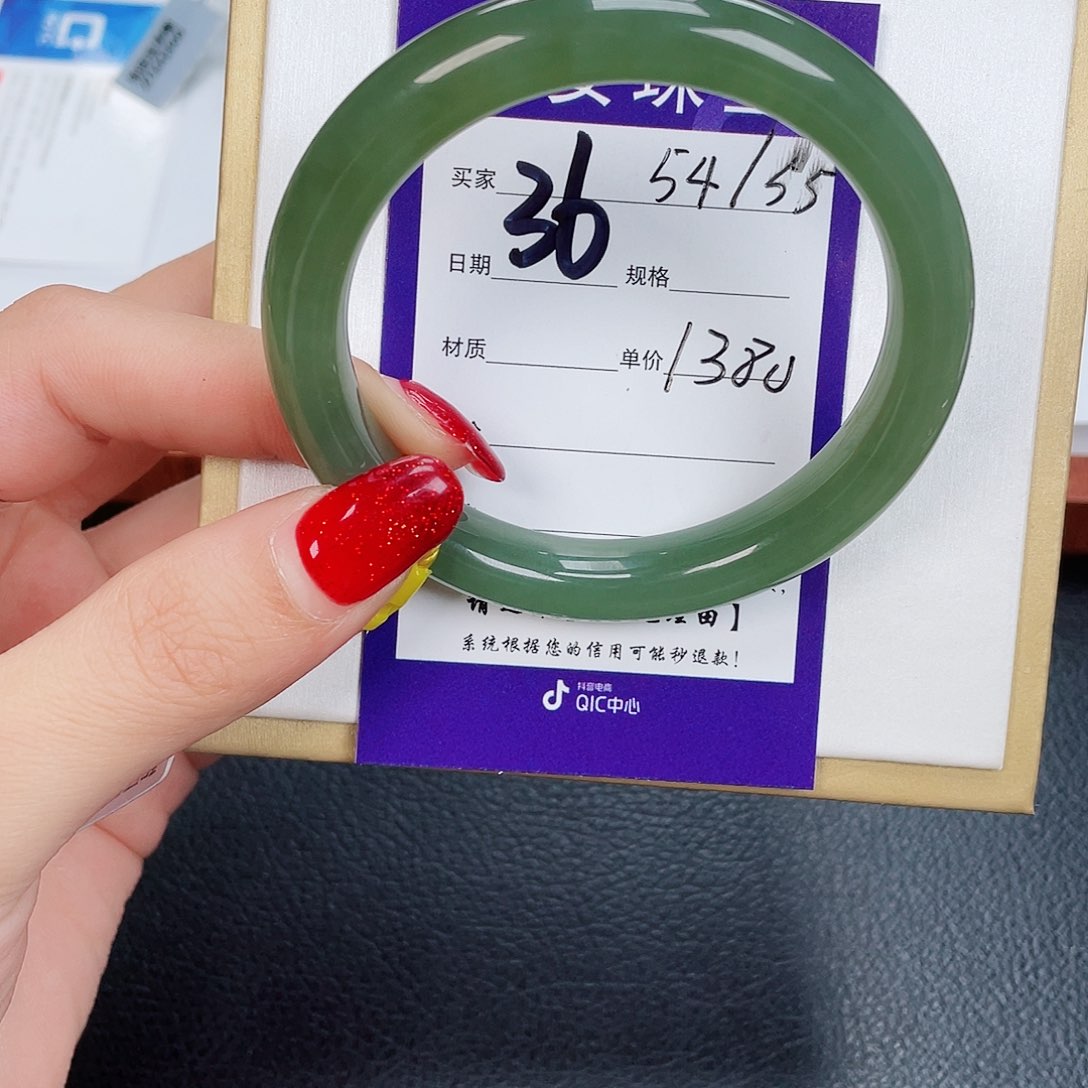 买家 36 54/55
日期 规格
材质 单价 1380
系统根据您的信用可能秒退款！
抖音电商
QIC中心